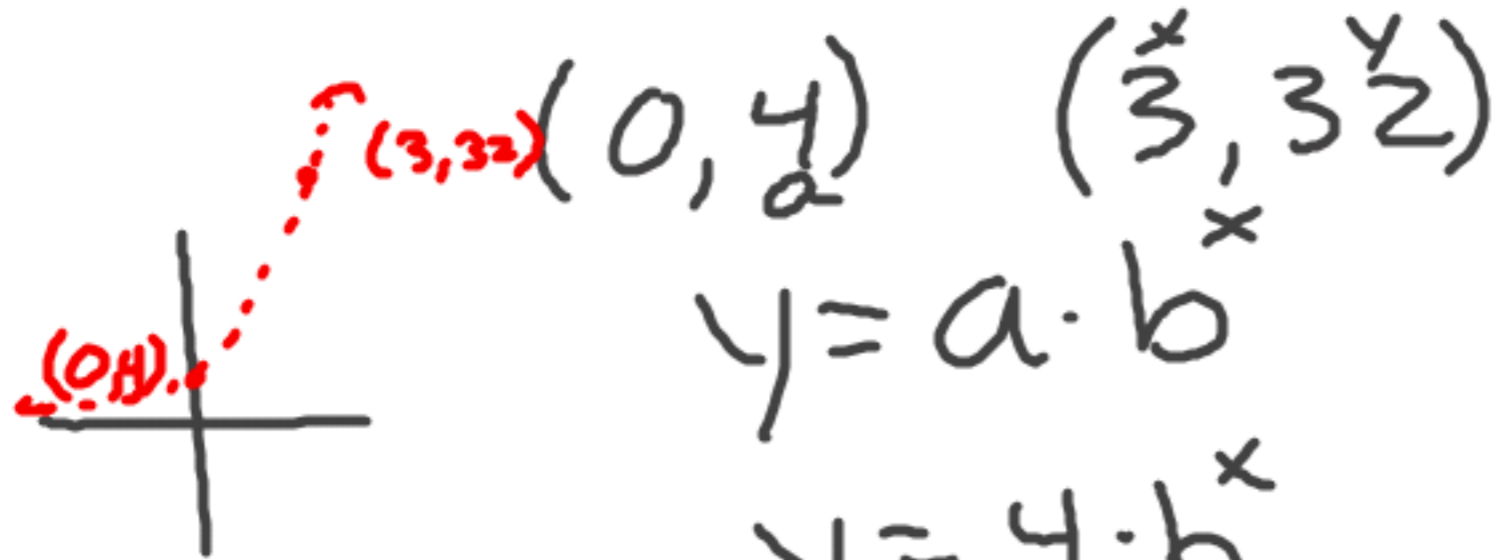 (0, 4) (3, 32)
a x y
(3,32)
y = a · b^x
(0,4)
y = 4 · b^x